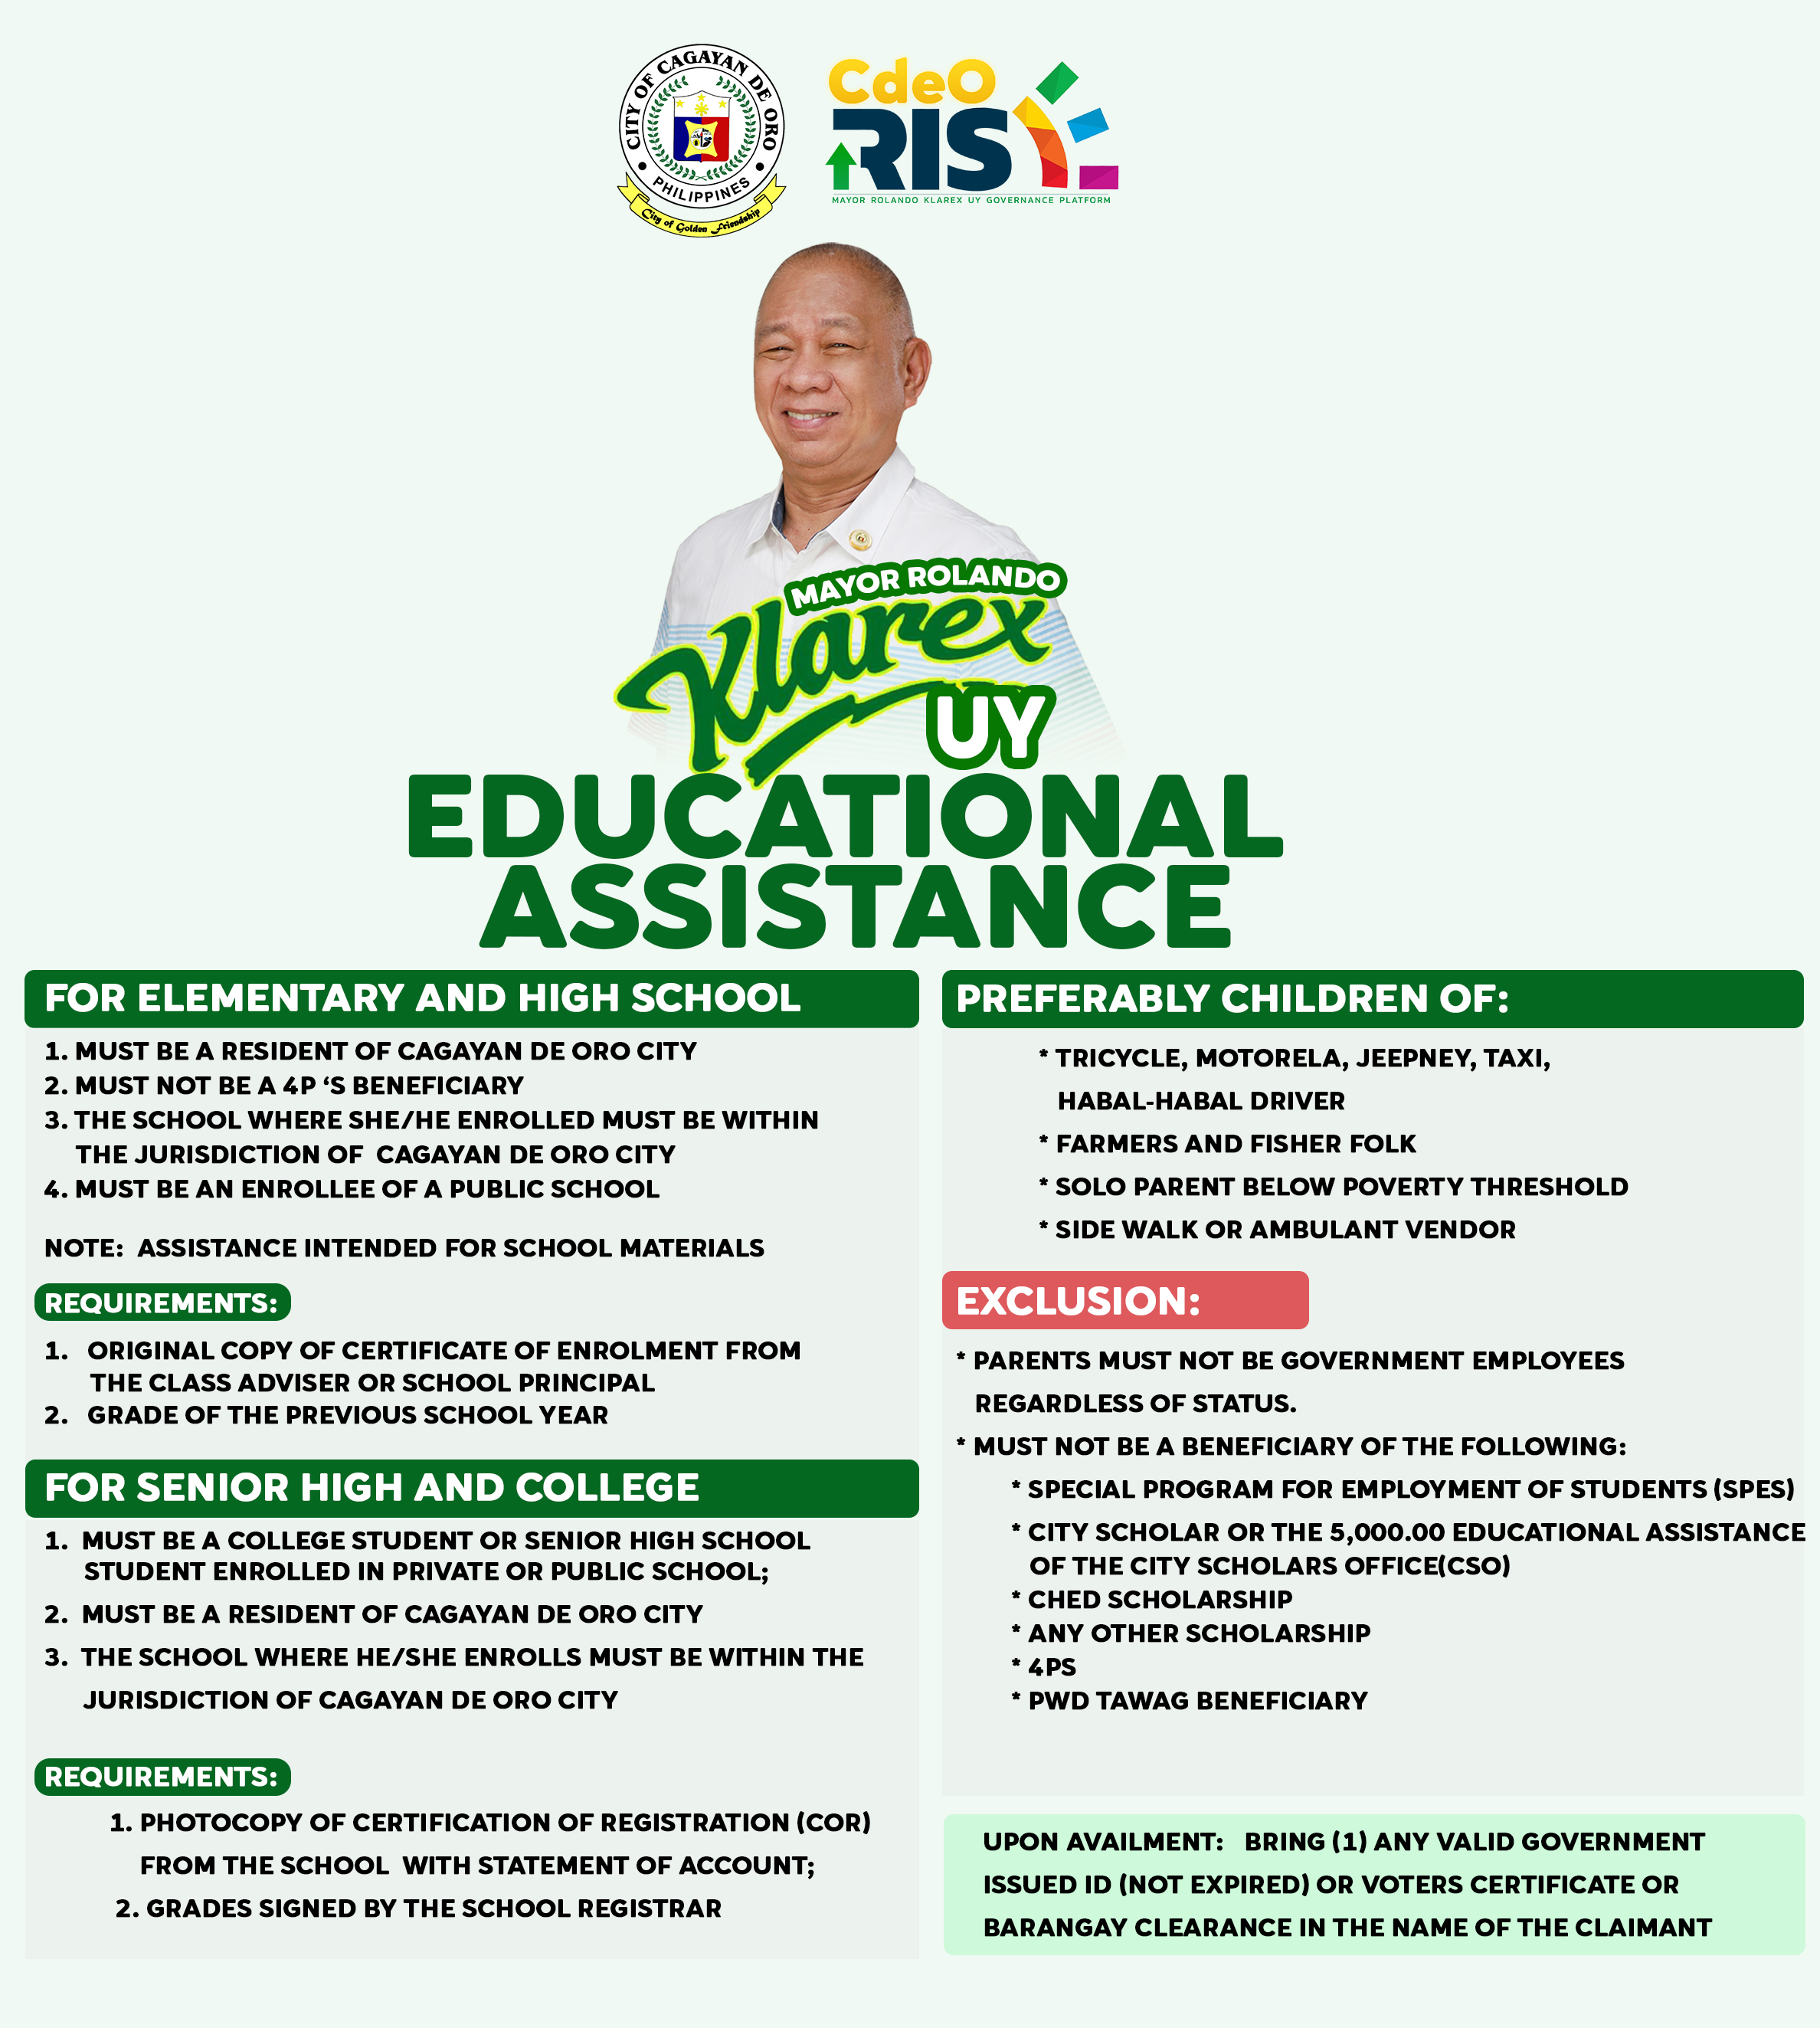 CITY OF CAGAYAN DE ORO
PHILIPPINES
City of Golden Friendship
CdeO
RIS
MAYOR ROLANDO KLAREX UY GOVERNANCE PLATFORM
MAYOR ROLANDO
Klarex
UY
EDUCATIONAL
ASSISTANCE
FOR ELEMENTARY AND HIGH SCHOOL
1. MUST BE A RESIDENT OF CAGAYAN DE ORO CITY
2. MUST NOT BE A 4P ‘S BENEFICIARY
3. THE SCHOOL WHERE SHE/HE ENROLLED MUST BE WITHIN
THE JURISDICTION OF CAGAYAN DE ORO CITY
4. MUST BE AN ENROLLEE OF A PUBLIC SCHOOL
NOTE: ASSISTANCE INTENDED FOR SCHOOL MATERIALS
REQUIREMENTS:
1. ORIGINAL COPY OF CERTIFICATE OF ENROLMENT FROM
THE CLASS ADVISER OR SCHOOL PRINCIPAL
2. GRADE OF THE PREVIOUS SCHOOL YEAR
FOR SENIOR HIGH AND COLLEGE
1. MUST BE A COLLEGE STUDENT OR SENIOR HIGH SCHOOL
STUDENT ENROLLED IN PRIVATE OR PUBLIC SCHOOL;
2. MUST BE A RESIDENT OF CAGAYAN DE ORO CITY
3. THE SCHOOL WHERE HE/SHE ENROLLS MUST BE WITHIN THE
JURISDICTION OF CAGAYAN DE ORO CITY
REQUIREMENTS:
1. PHOTOCOPY OF CERTIFICATION OF REGISTRATION (COR)
FROM THE SCHOOL WITH STATEMENT OF ACCOUNT;
2. GRADES SIGNED BY THE SCHOOL REGISTRAR
PREFERABLY CHILDREN OF:
* TRICYCLE, MOTORELA, JEEPNEY, TAXI,
HABAL-HABAL DRIVER
* FARMERS AND FISHER FOLK
* SOLO PARENT BELOW POVERTY THRESHOLD
* SIDE WALK OR AMBULANT VENDOR
EXCLUSION:
* PARENTS MUST NOT BE GOVERNMENT EMPLOYEES
REGARDLESS OF STATUS.
* MUST NOT BE A BENEFICIARY OF THE FOLLOWING:
* SPECIAL PROGRAM FOR EMPLOYMENT OF STUDENTS (SPES)
* CITY SCHOLAR OR THE 5,000.00 EDUCATIONAL ASSISTANCE
OF THE CITY SCHOLARS OFFICE(CSO)
* CHED SCHOLARSHIP
* ANY OTHER SCHOLARSHIP
* 4PS
* PWD TAWAG BENEFICIARY
UPON AVAILMENT: BRING (1) ANY VALID GOVERNMENT
ISSUED ID (NOT EXPIRED) OR VOTERS CERTIFICATE OR
BARANGAY CLEARANCE IN THE NAME OF THE CLAIMANT